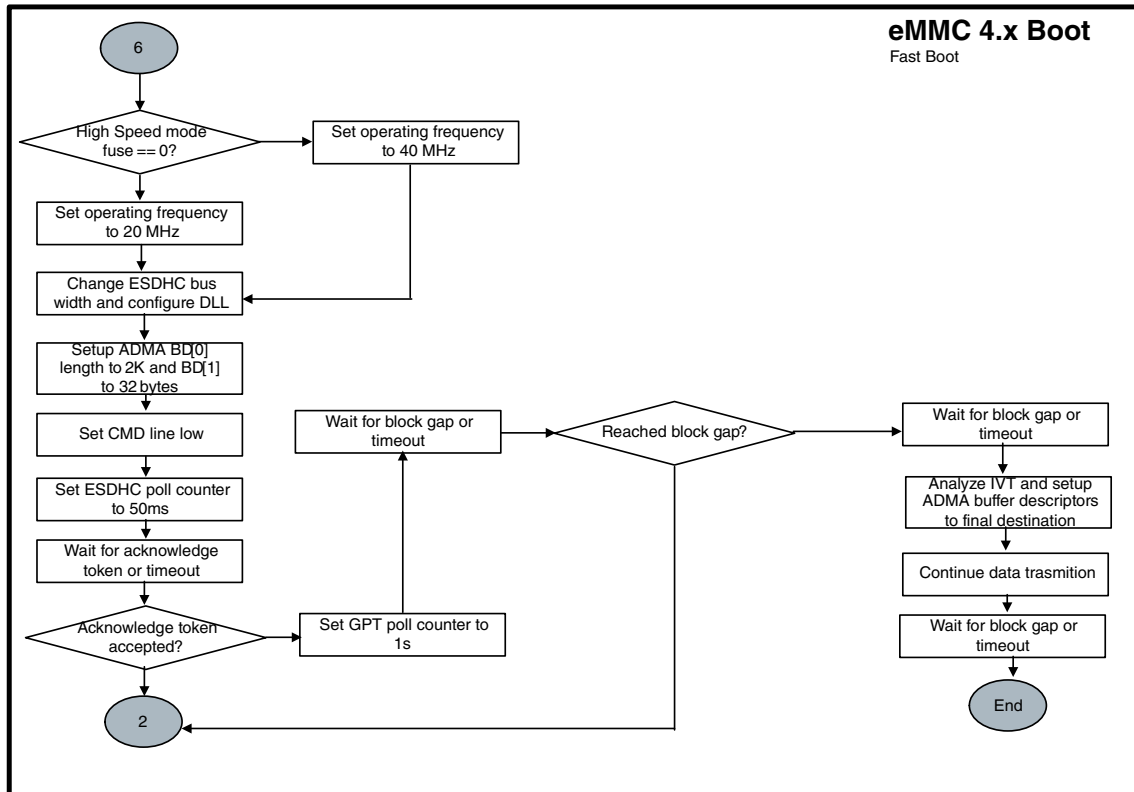 eMMC 4.x Boot
Fast Boot
6
High Speed mode
fuse == 0?
Set operating frequency
to 40 MHz
Set operating frequency
to 20 MHz
Change ESDHC bus
width and configure DLL
Setup ADMA BD[0]
length to 2K and BD[1]
to 32 bytes
Set CMD line low
Set ESDHC poll counter
to 50ms
Wait for acknowledge
token or timeout
Acknowledge token
accepted?
2
Set GPT poll counter to
1s
Wait for block gap or
timeout
Reached block gap?
Wait for block gap or
timeout
Analyze IVT and setup
ADMA buffer descriptors
to final destination
Continue data trasmition
Wait for block gap or
timeout
End